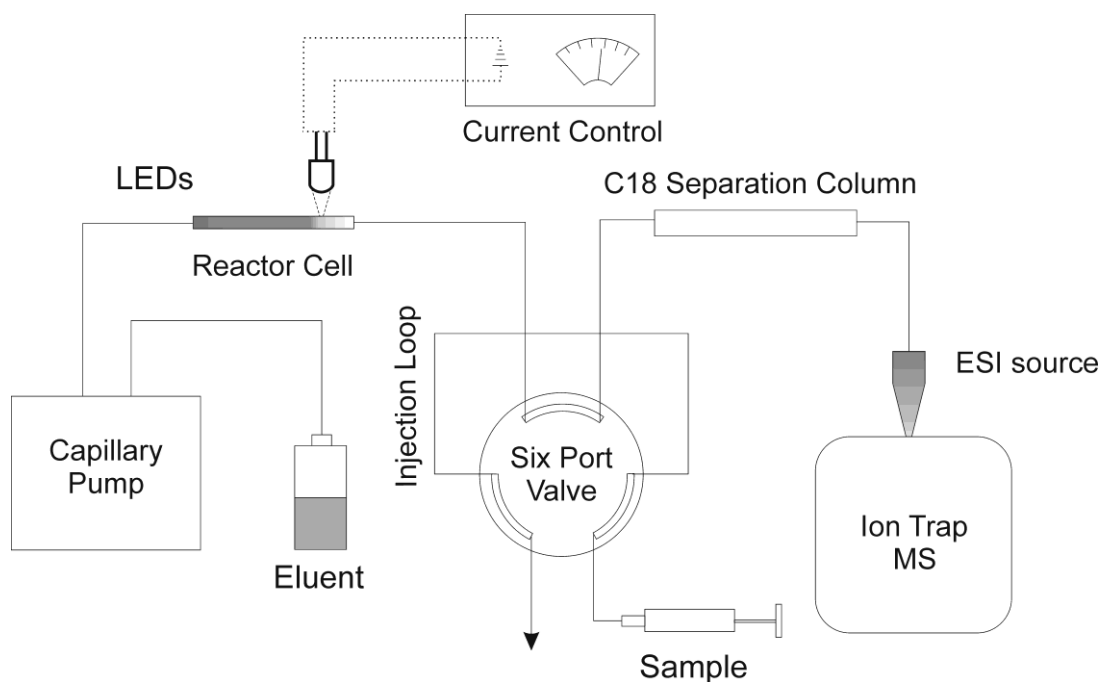 Current Control
LEDs
C18 Separation Column
Reactor Cell
Injection Loop
ESI source
Capillary
Pump
Six Port
Valve
Ion Trap
MS
Eluent
Sample